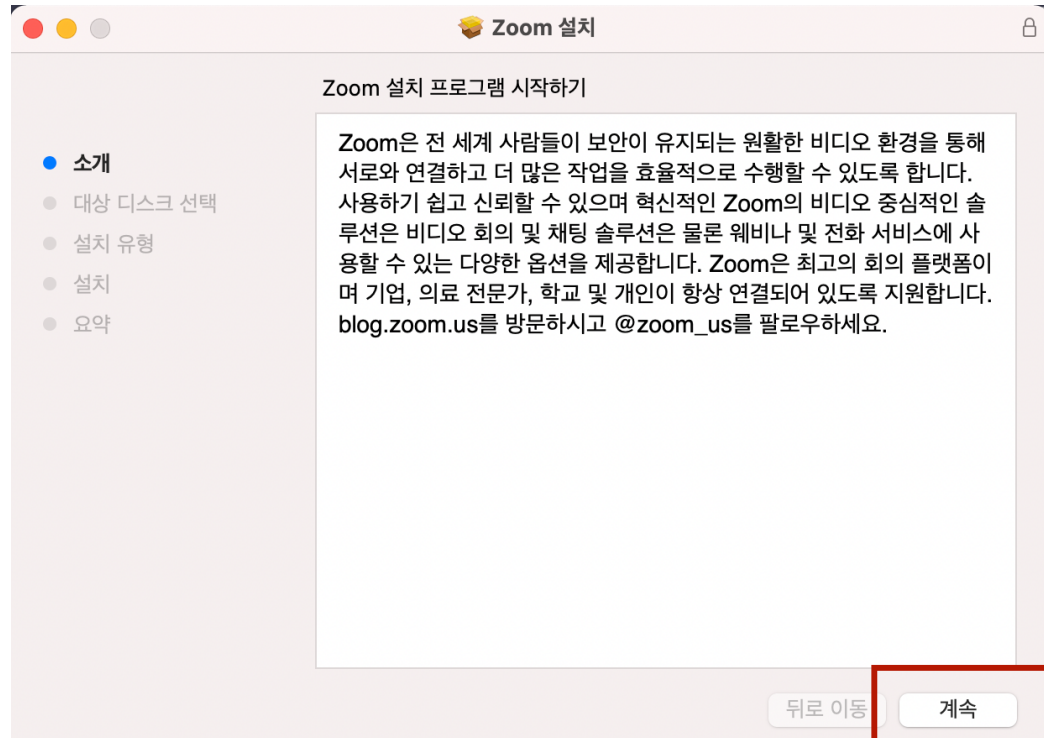 Zoom 설치
Zoom 설치 프로그램 시작하기
소개
대상 디스크 선택
설치 유형
설치
요약
Zoom은 전 세계 사람들이 보안이 유지되는 원활한 비디오 환경을 통해
서로와 연결하고 더 많은 작업을 효율적으로 수행할 수 있도록 합니다.
사용하기 쉽고 신뢰할 수 있으며 혁신적인 Zoom의 비디오 중심적인 솔
루션은 비디오 회의 및 채팅 솔루션은 물론 웨비나 및 전화 서비스에 사
용할 수 있는 다양한 옵션을 제공합니다. Zoom은 최고의 회의 플랫폼이
며 기업, 의료 전문가, 학교 및 개인이 항상 연결되어 있도록 지원합니다.
blog.zoom.us를 방문하시고 @zoom_us를 팔로우하세요.
뒤로 이동
계속